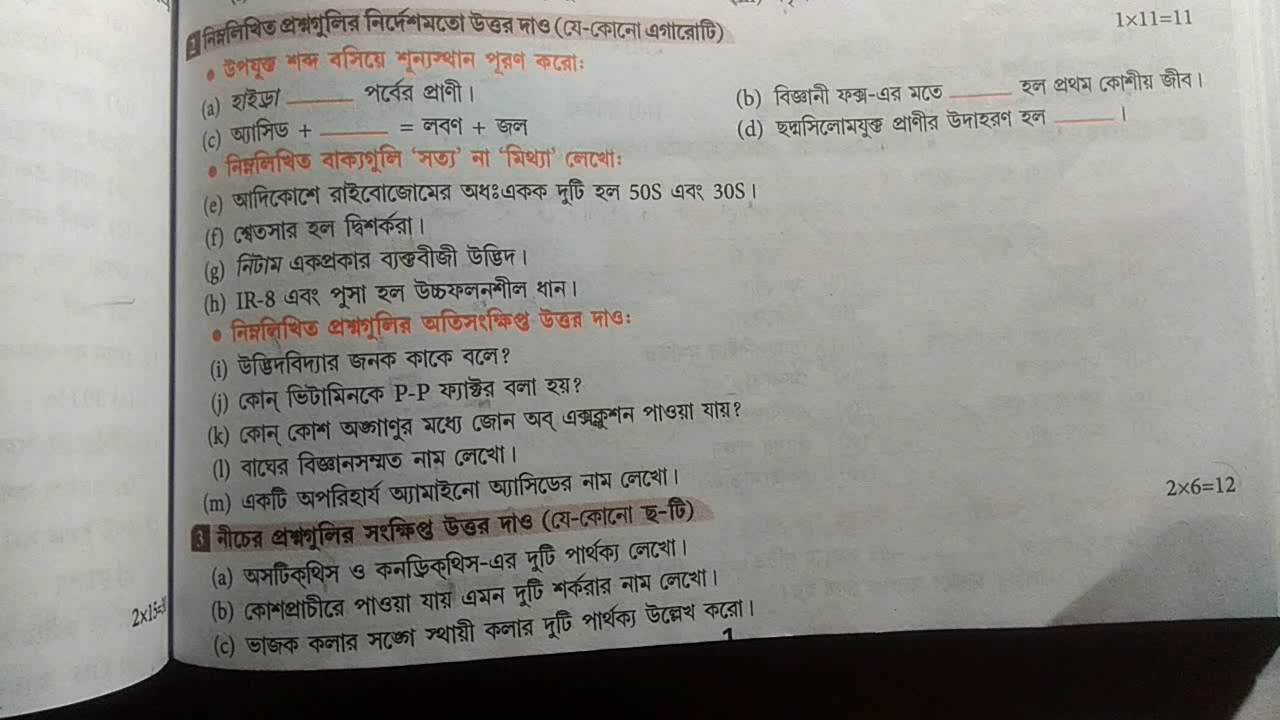 2 নিম্নলিখিত প্রশ্নগুলির নির্দেশমতো উত্তর দাও (যে-কোনো এগারোটি) 1×11=11
• উপযুক্ত শব্দ বসিয়ে শূন্যস্থান পূরণ করো:
(a) হাইড্রা ______ পর্বের প্রাণী। (b) বিজ্ঞানী ফক্স-এর মতে ______ হল প্রথম কোশীয় জীব।
(c) অ্যাসিড + ______ = লবণ + জল (d) ছদ্মসিলোমযুক্ত প্রাণীর উদাহরণ হল ______।
• নিম্নলিখিত বাক্যগুলি ‘সত্য’ না ‘মিথ্যা’ লেখো:
(e) আদিকোশে রাইবোজোমের অধঃএকক দুটি হল 50S এবং 30S।
(f) শ্বেতসার হল দ্বিশর্করা।
(g) নিটাম একপ্রকার ব্যক্তবীজী উদ্ভিদ।
(h) IR-8 এবং পুসা হল উচ্চফলনশীল ধান।
• নিম্নলিখিত প্রশ্নগুলির অতিসংক্ষিপ্ত উত্তর দাও:
(i) উদ্ভিদবিদ্যার জনক কাকে বলে?
(j) কোন্ ভিটামিনকে P-P ফ্যাক্টর বলা হয়?
(k) কোন্ কোশ অঙ্গাণুর মধ্যে জোন অব্ এক্সক্লুশন পাওয়া যায়?
(l) বাঘের বিজ্ঞানসম্মত নাম লেখো।
(m) একটি অপরিহার্য অ্যামাইনো অ্যাসিডের নাম লেখো।
3 নীচের প্রশ্নগুলির সংক্ষিপ্ত উত্তর দাও (যে-কোনো ছ-টি) 2×6=12
(a) অসটিক্‌থিস ও কনড্রিক্‌থিস-এর দুটি পার্থক্য লেখো।
(b) কোশপ্রাচীরে পাওয়া যায় এমন দুটি শর্করার নাম লেখো।
(c) ভাজক কলার সঙ্গে স্থায়ী কলার দুটি পার্থক্য উল্লেখ করো।
1
2×15=